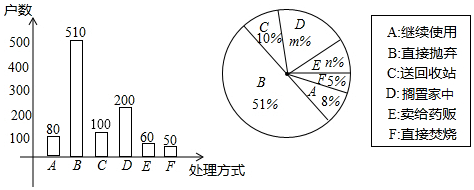 户数
500
400
300
200
100
80
510
100
200
60
50
A B C D E F
处理方式
C
10%
D
m%
E n%
F 5%
A
8%
B
51%
A:继续使用
B:直接抛弃
C:送回收站
D:搁置家中
E:卖给药贩
F:直接焚烧